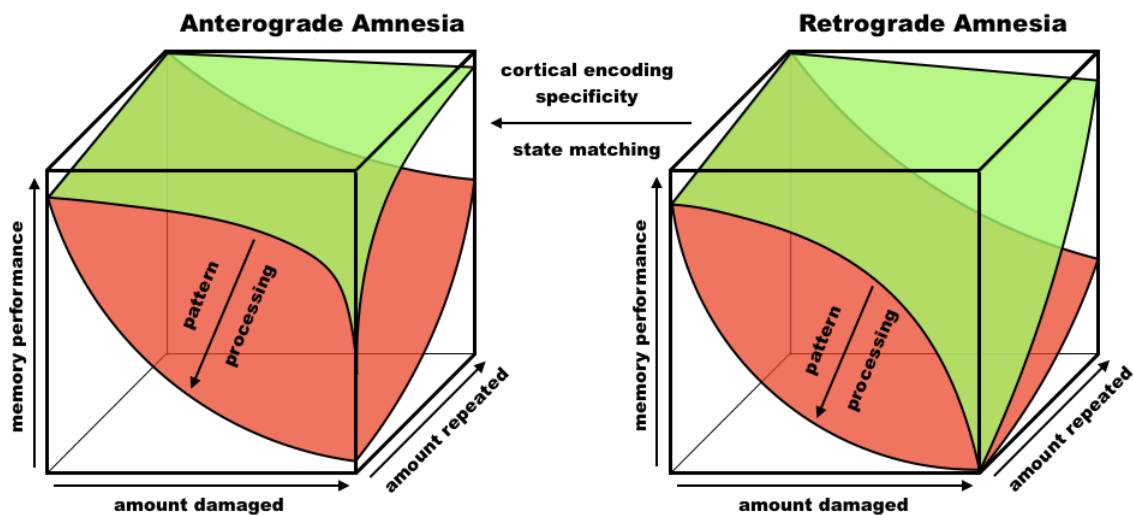 Anterograde Amnesia
Retrograde Amnesia
cortical encoding
specificity
state matching
memory performance
pattern
processing
amount damaged
amount repeated
memory performance
pattern
processing
amount damaged
amount repeated